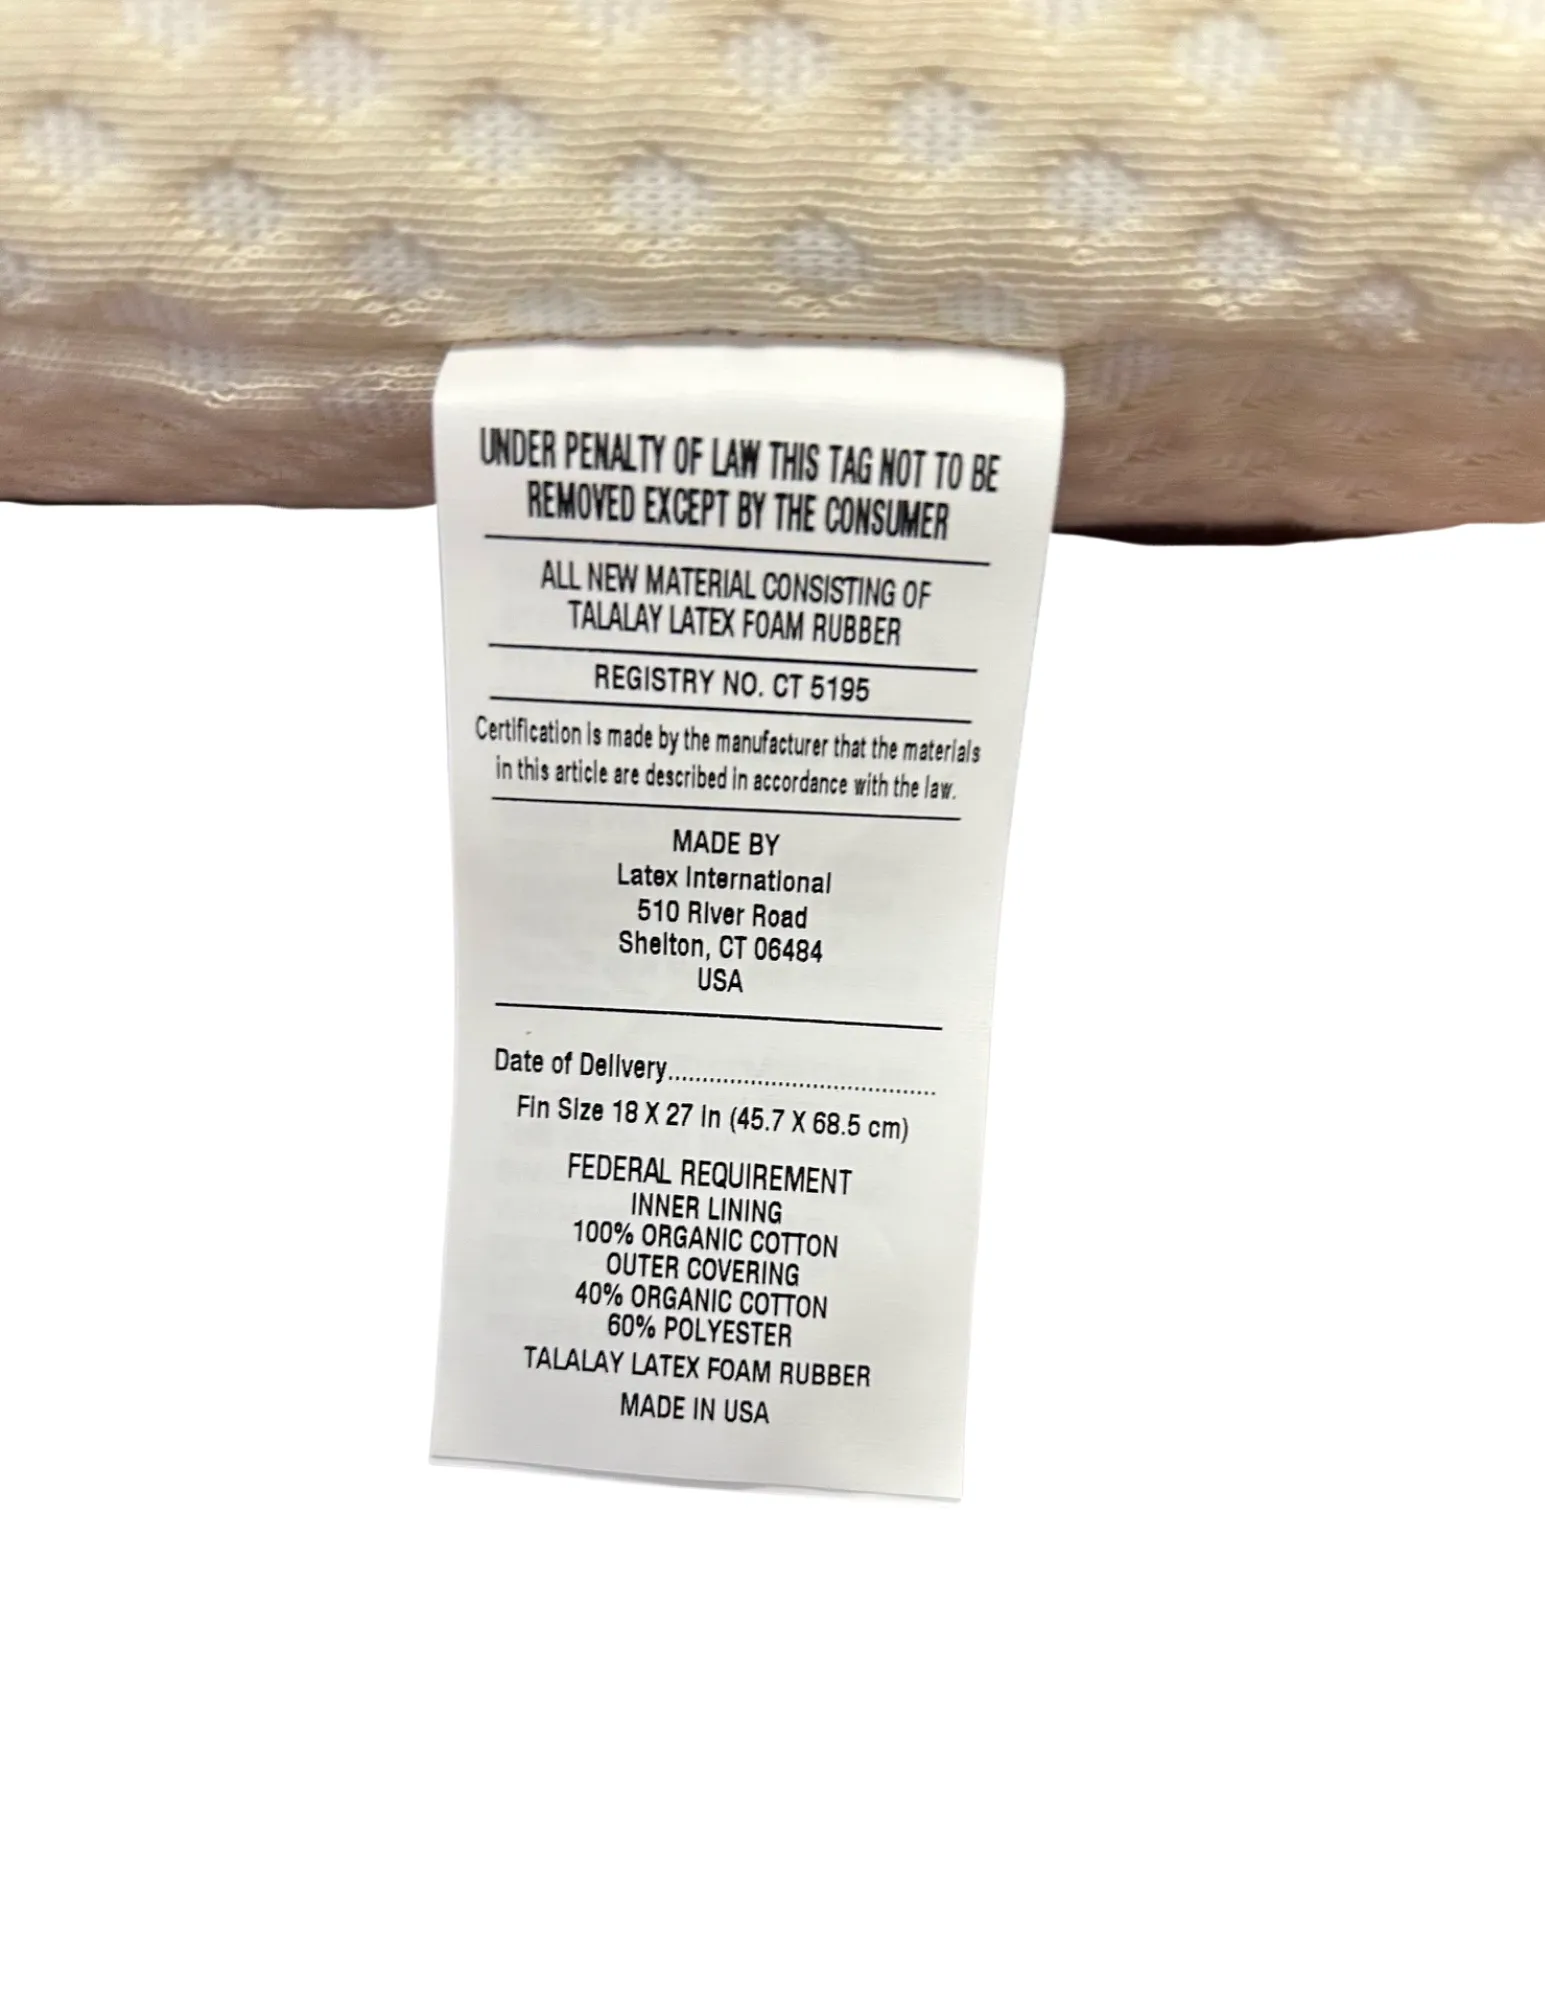 UNDER PENALTY OF LAW THIS TAG NOT TO BE
REMOVED EXCEPT BY THE CONSUMER
ALL NEW MATERIAL CONSISTING OF
TALALAY LATEX FOAM RUBBER
REGISTRY NO. CT 5195
Certification is made by the manufacturer that the materials
in this article are described in accordance with the law.
MADE BY
Latex International
510 River Road
Shelton, CT 06484
USA
Date of Delivery........................................
Fin Size 18 X 27 in (45.7 X 68.5 cm)
FEDERAL REQUIREMENT
INNER LINING
100% ORGANIC COTTON
OUTER COVERING
40% ORGANIC COTTON
60% POLYESTER
TALALAY LATEX FOAM RUBBER
MADE IN USA